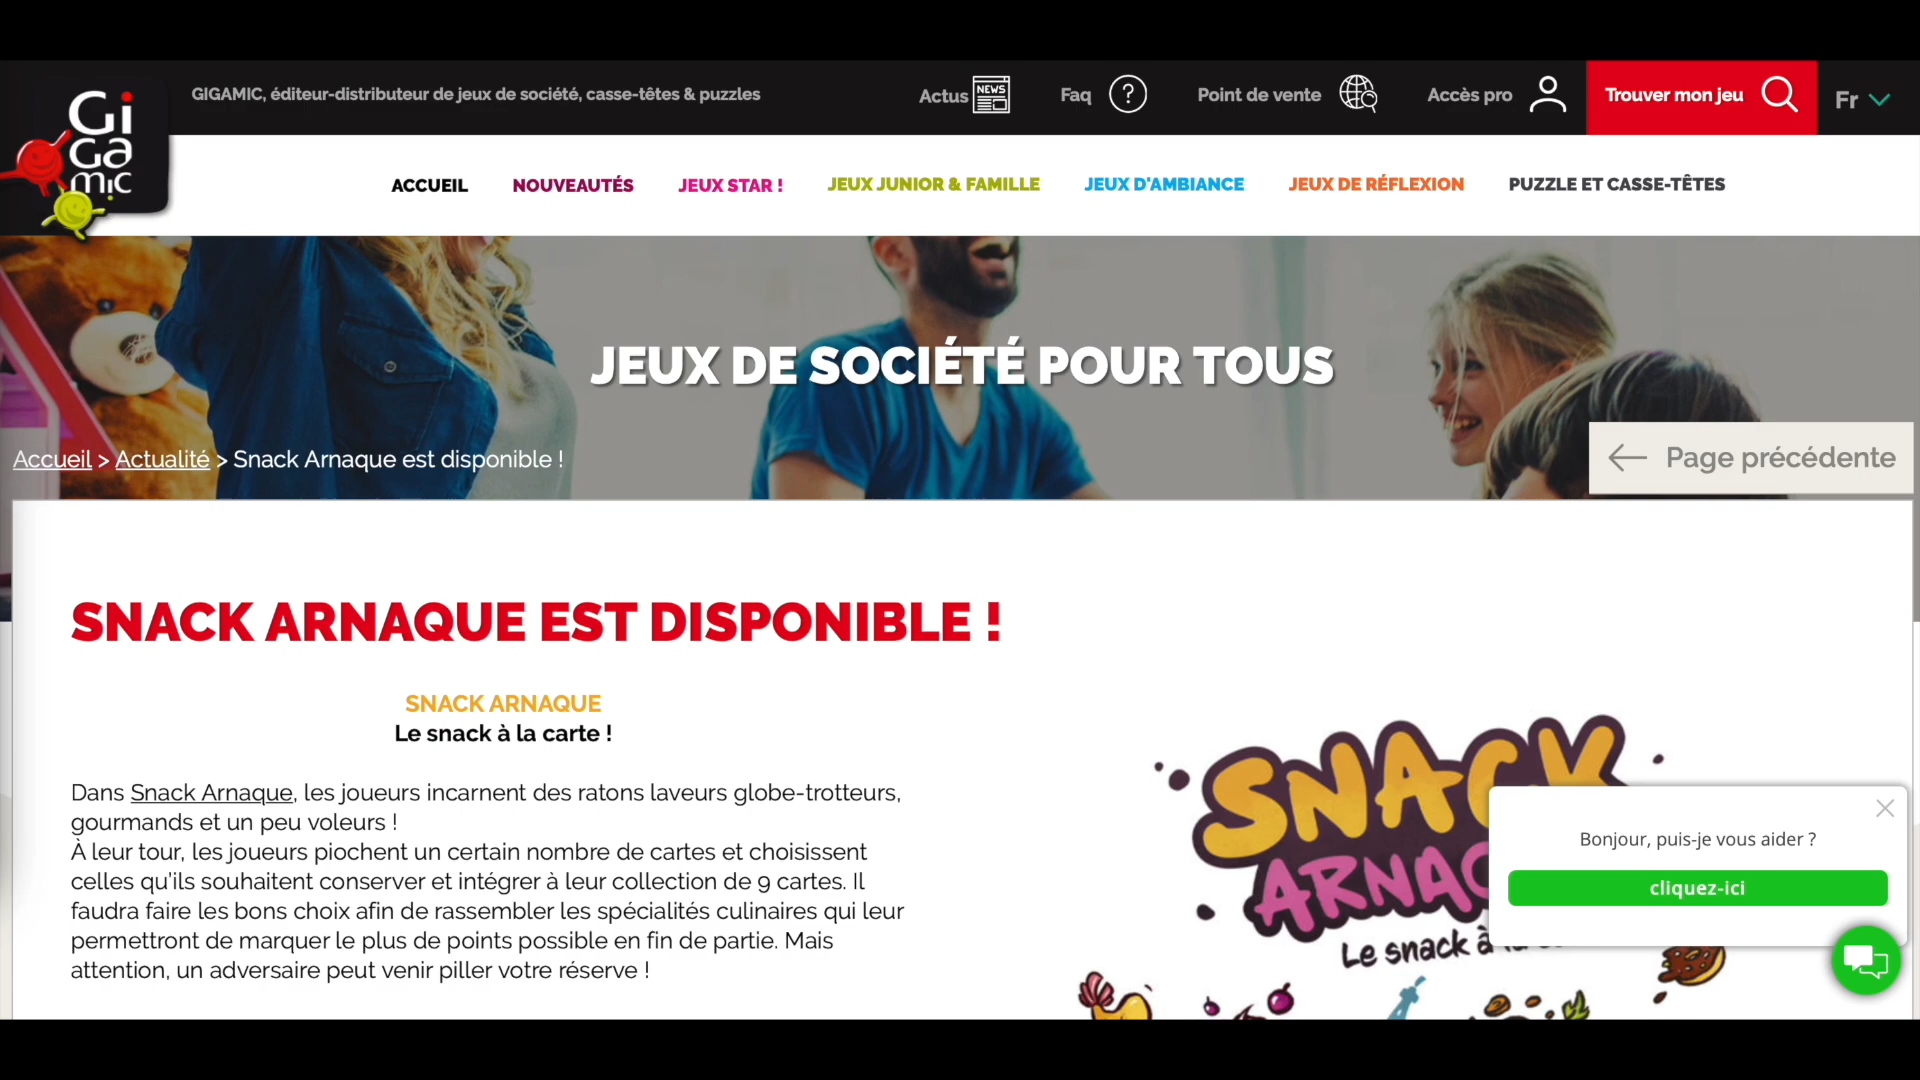 GiGamic
GIGAMIC, éditeur-distributeur de jeux de société, casse-têtes & puzzles
Actus
NEWS
Faq
?
Point de vente
Accès pro
Trouver mon jeu
Fr
ACCUEIL
NOUVEAUTÉS
JEUX STAR !
JEUX JUNIOR & FAMILLE
JEUX D'AMBIANCE
JEUX DE RÉFLEXION
PUZZLE ET CASSE-TÊTES
JEUX DE SOCIÉTÉ POUR TOUS
Accueil > Actualité > Snack Arnaque est disponible !
Page précédente
SNACK ARNAQUE EST DISPONIBLE !
SNACK ARNAQUE
Le snack à la carte !
Dans Snack Arnaque, les joueurs incarnent des ratons laveurs globe-trotteurs,
gourmands et un peu voleurs !
À leur tour, les joueurs piochent un certain nombre de cartes et choisissent
celles qu'ils souhaitent conserver et intégrer à leur collection de 9 cartes. Il
faudra faire les bons choix afin de rassembler les spécialités culinaires qui leur
permettront de marquer le plus de points possible en fin de partie. Mais
attention, un adversaire peut venir piller votre réserve !
SNACK
ARNAQ
Le snack à
Bonjour, puis-je vous aider ?
cliquez-ici